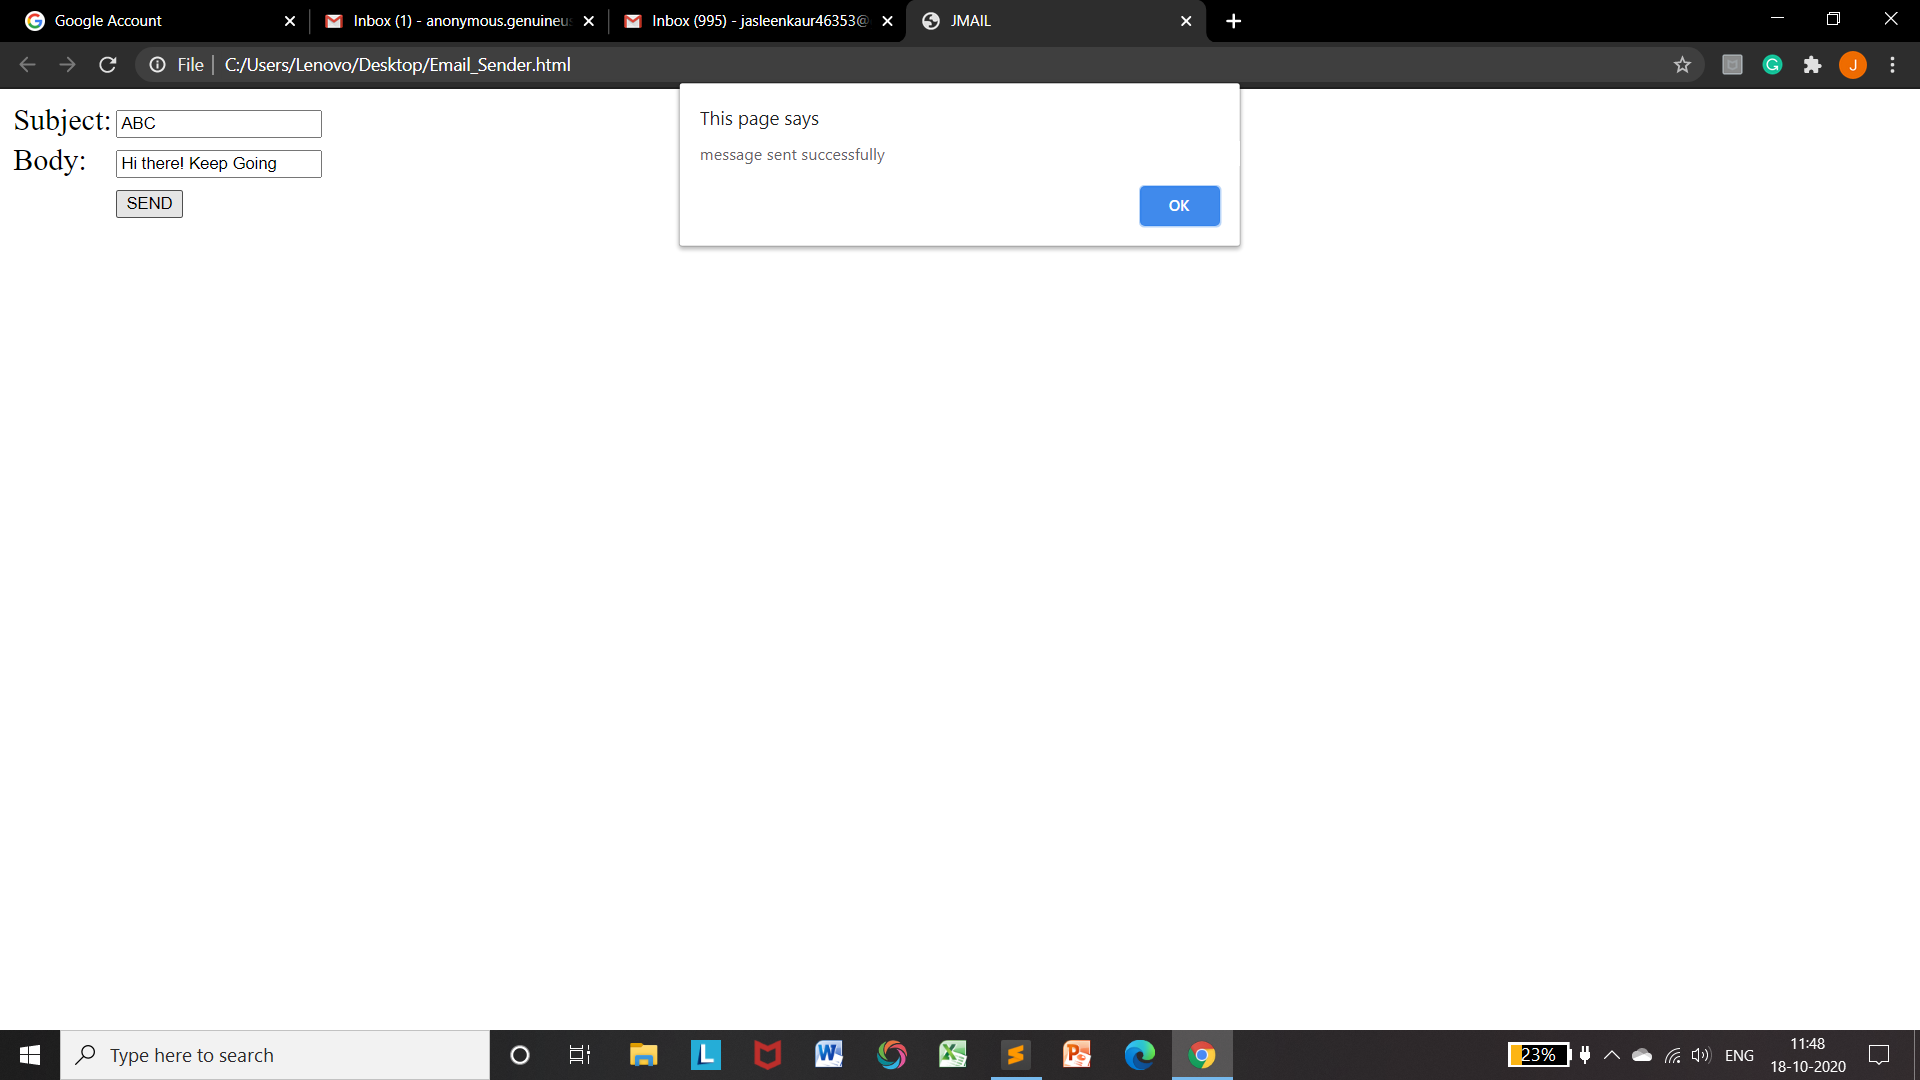 Google Account
Inbox (1) - anonymous.genuineu
Inbox (995) - jasleenkaur46353@
JMAIL
File
C:/Users/Lenovo/Desktop/Email_Sender.html
J
This page says
message sent successfully
OK
Subject: ABC
Body: Hi there! Keep Going
SEND
Type here to search
23%
ENG
11:48
18-10-2020